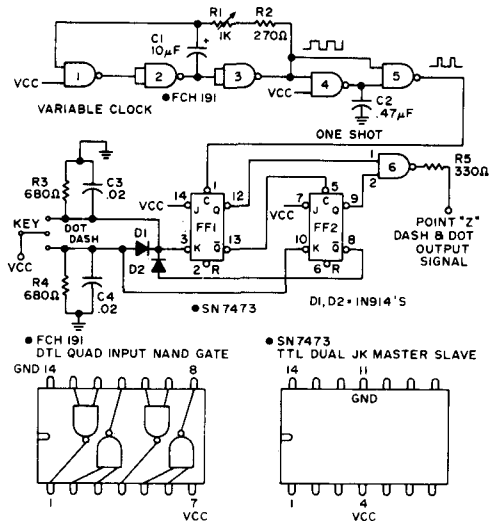 C1
10µF
+
R1
1K
R2
270Ω
VCC
1
2
3
4
5
VCC
C2
.47µF
VARIABLE CLOCK
●FCH 191
ONE SHOT
R3
680Ω
C3
.02
KEY
DOT
DASH
VCC
R4
680Ω
C4
.02
D1
D2
VCC
14
1
C
J
Q
12
FF1
3
K
Q
13
2
R
VCC
7
5
C
J
Q
9
FF2
10
K
Q
8
6
R
1
2
6
R5
330Ω
POINT "Z"
DASH & DOT
OUTPUT
SIGNAL
●SN7473
D1, D2 = IN914'S
●FCH 191
DTL QUAD INPUT NAND GATE
GND 14
8
1
7
VCC
●SN7473
TTL DUAL JK MASTER SLAVE
14
11
GND
1
4
VCC